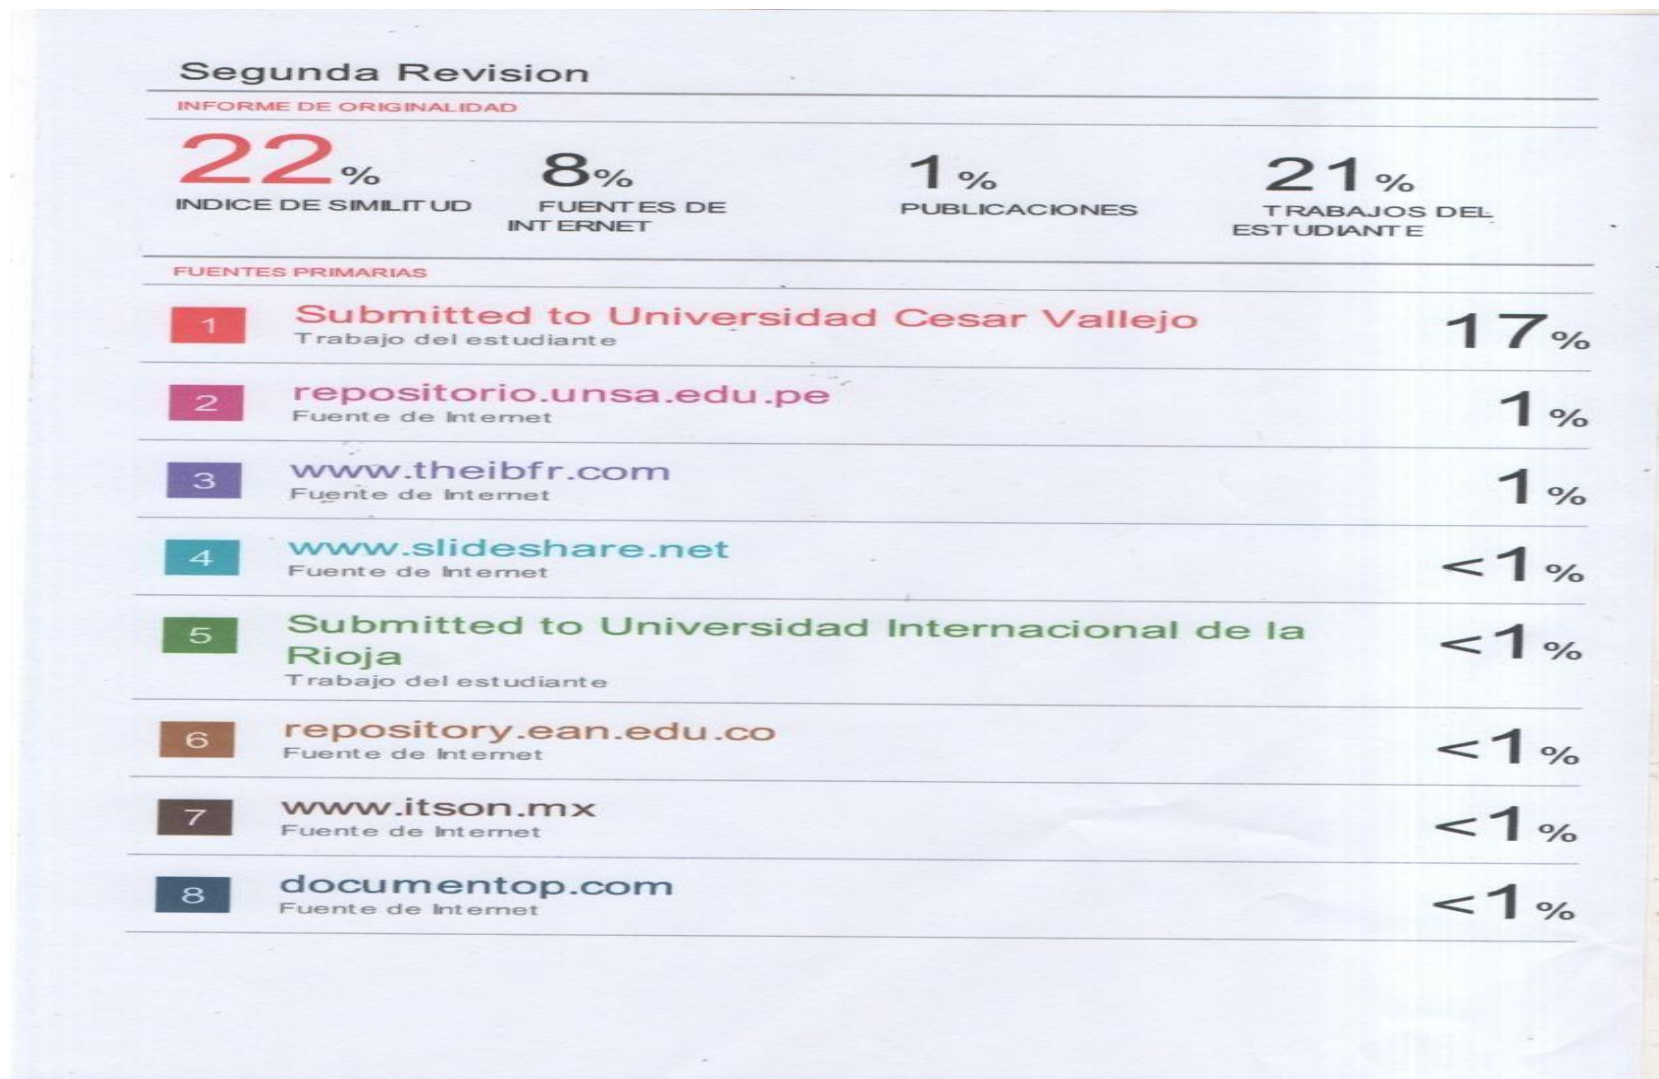 Segunda Revision
INFORME DE ORIGINALIDAD
22% 8% 1% 21%
INDICE DE SIMILITUD FUENTES DE INTERNET PUBLICACIONES TRABAJOS DEL ESTUDIANTE
FUENTES PRIMARIAS
1 Submitted to Universidad Cesar Vallejo 17%
Trabajo del estudiante
2 repositorio.unsa.edu.pe 1%
Fuente de Internet
3 www.theibfr.com 1%
Fuente de Internet
4 www.slideshare.net <1%
Fuente de Internet
5 Submitted to Universidad Internacional de la <1%
Rioja
Trabajo del estudiante
6 repository.ean.edu.co <1%
Fuente de Internet
7 www.itson.mx <1%
Fuente de Internet
8 documentop.com <1%
Fuente de Internet